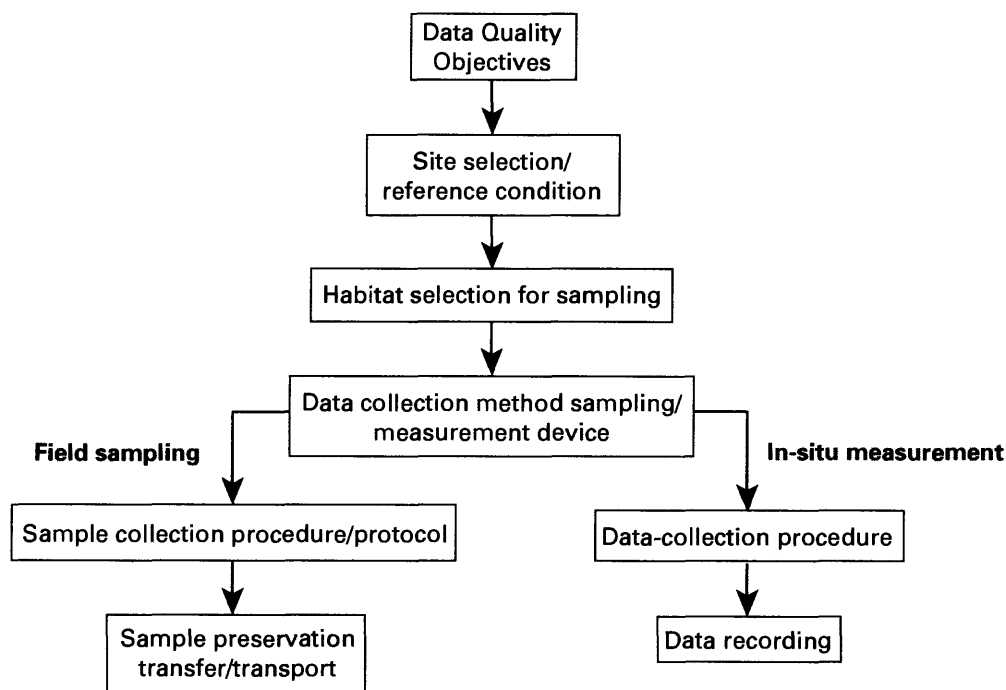 Data Quality
Objectives
Site selection/
reference condition
Habitat selection for sampling
Data collection method sampling/
measurement device
Field sampling
In-situ measurement
Sample collection procedure/protocol
Data-collection procedure
Sample preservation
transfer/transport
Data recording